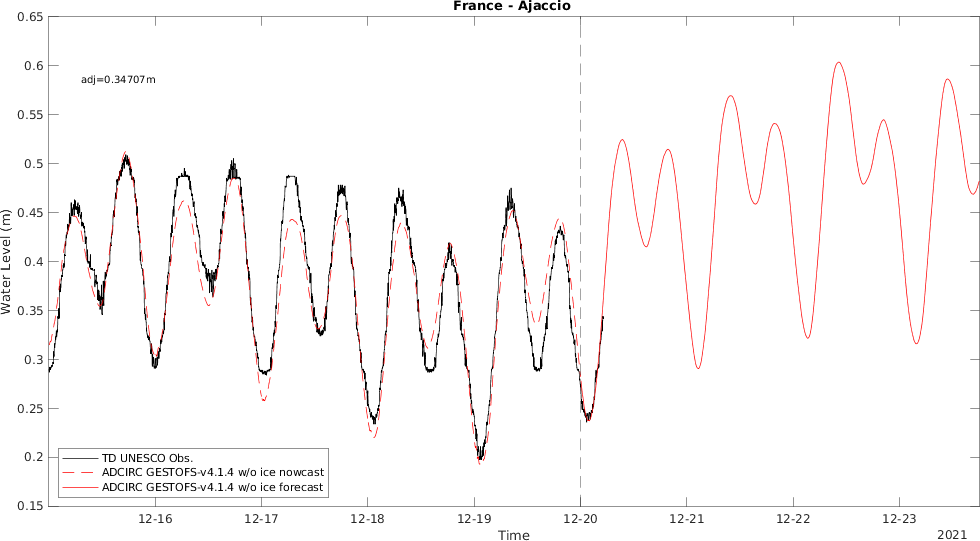 France - Ajaccio
0.65
0.6
0.55
0.5
0.45
0.4
0.35
0.3
0.25
0.2
0.15
Water Level (m)
adj=0.34707m
TD UNESCO Obs.
ADCIRC GESTOFS-v4.1.4 w/o ice nowcast
ADCIRC GESTOFS-v4.1.4 w/o ice forecast
12-16 12-17 12-18 12-19 12-20 12-21 12-22 12-23
Time
2021